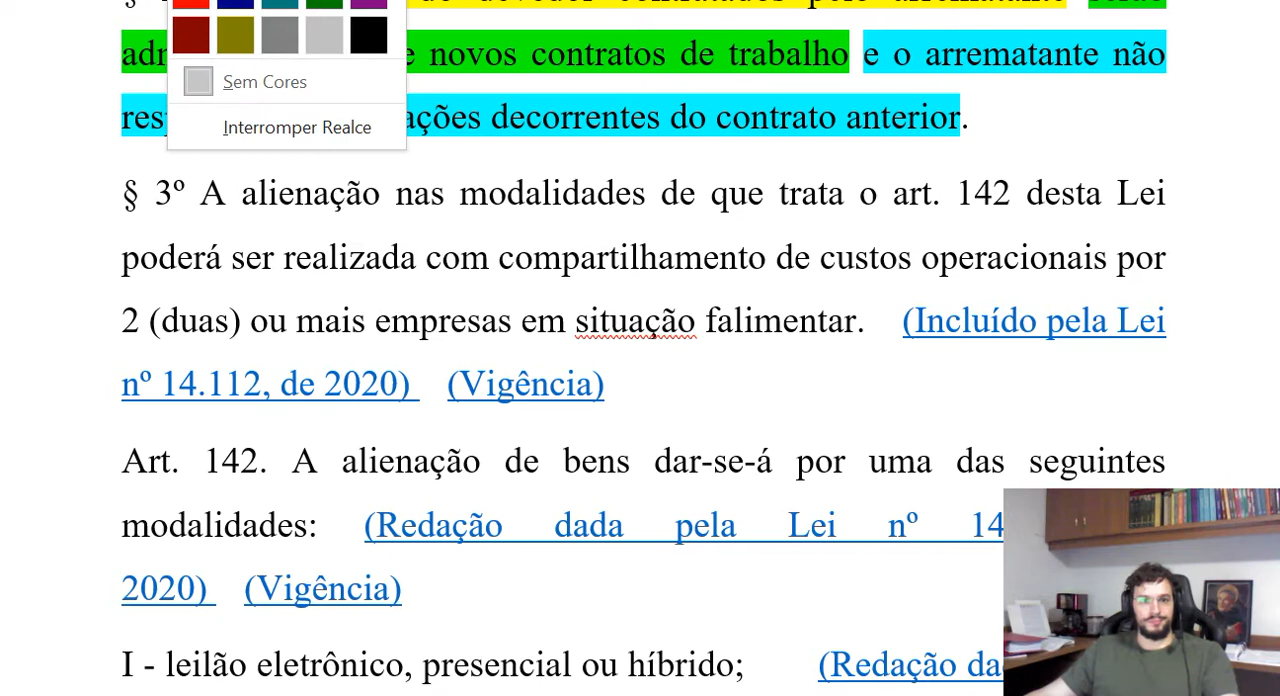 novos contratos de trabalho e o arrematante não
Sem Cores
ações decorrentes do contrato anterior.
Interromper Realce
§ 3º A alienação nas modalidades de que trata o art. 142 desta Lei
poderá ser realizada com compartilhamento de custos operacionais por
2 (duas) ou mais empresas em situação falimentar. (Incluído pela Lei
nº 14.112, de 2020) (Vigência)
Art. 142. A alienação de bens dar-se-á por uma das seguintes
modalidades: (Redação dada pela Lei nº 14
2020) (Vigência)
I - leilão eletrônico, presencial ou híbrido; (Redação da